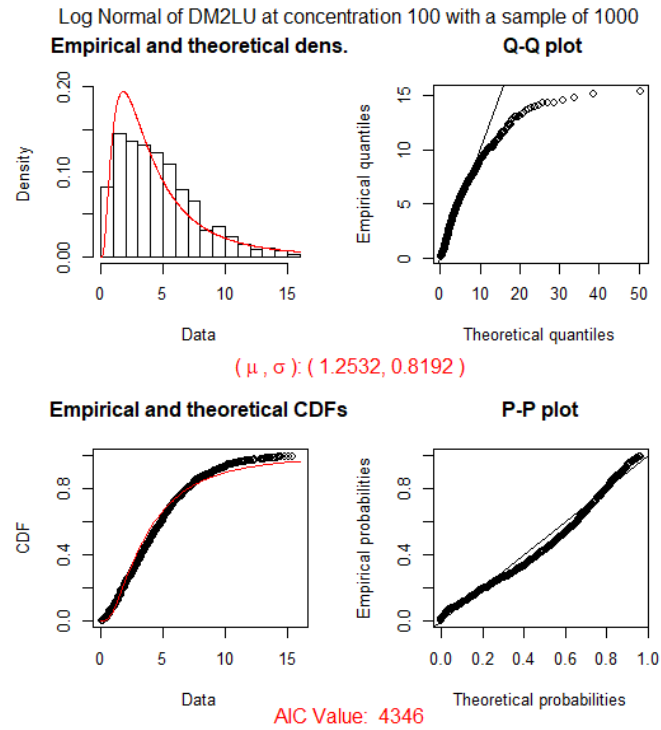 Log Normal of DM2LU at concentration 100 with a sample of 1000
Empirical and theoretical dens.
Density
0.00 0.10 0.20
0 5 10 15
Data
Q-Q plot
Empirical quantiles
0 5 10 15
0 10 20 30 40 50
Theoretical quantiles
( μ , σ ): ( 1.2532, 0.8192 )
Empirical and theoretical CDFs
CDF
0.0 0.4 0.8
0 5 10 15
Data
P-P plot
Empirical probabilities
0.0 0.4 0.8
0.0 0.2 0.4 0.6 0.8 1.0
Theoretical probabilities
AIC Value: 4346